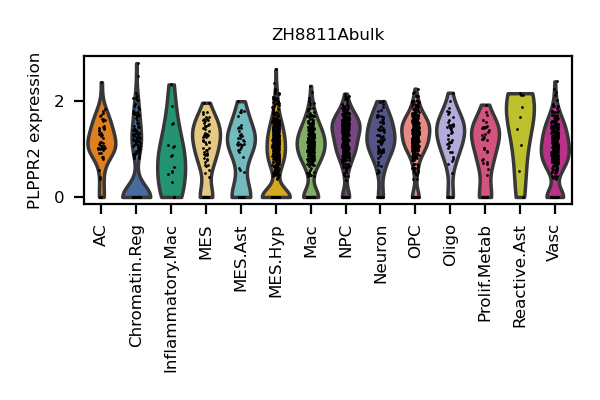 ZH8811Abulk
PLPPR2 expression
2
0
AC
Chromatin.Reg
Inflammatory.Mac
MES
MES.Ast
MES.Hyp
Mac
NPC
Neuron
OPC
Oligo
Prolif.Metab
Reactive.Ast
Vasc